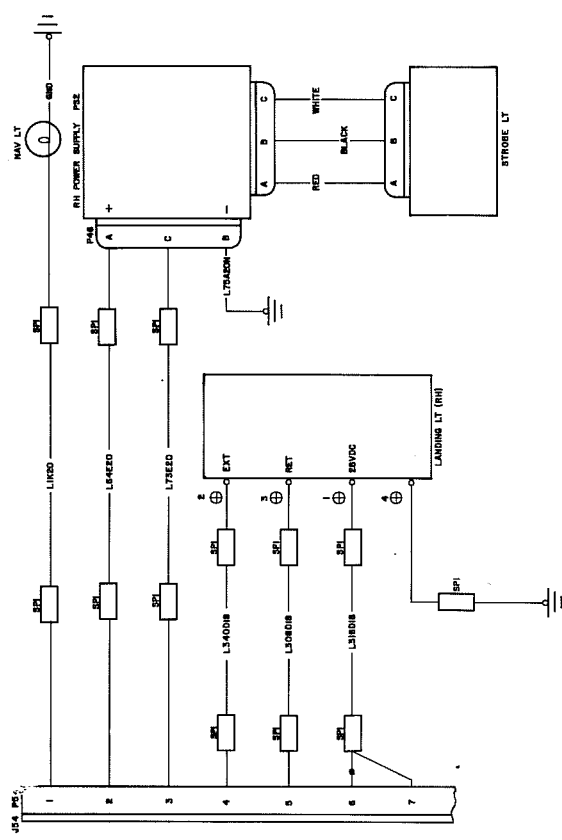 J54 P5
NAV LT
1 SPI L1K20 SPI GND
RH POWER SUPPLY PS2
P46
2 SPI L64E20 SPI A +
3 SPI L73E20 SPI C
L75A20N B –
4 SPI L340D18 SPI 2 EXT
5 SPI L308D18 SPI 3 RET
6 SPI L318D18 SPI 1 28VDC
7 SPI 4
LANDING LT (RH)
A B C
RED BLACK WHITE
A B C
STROBE LT